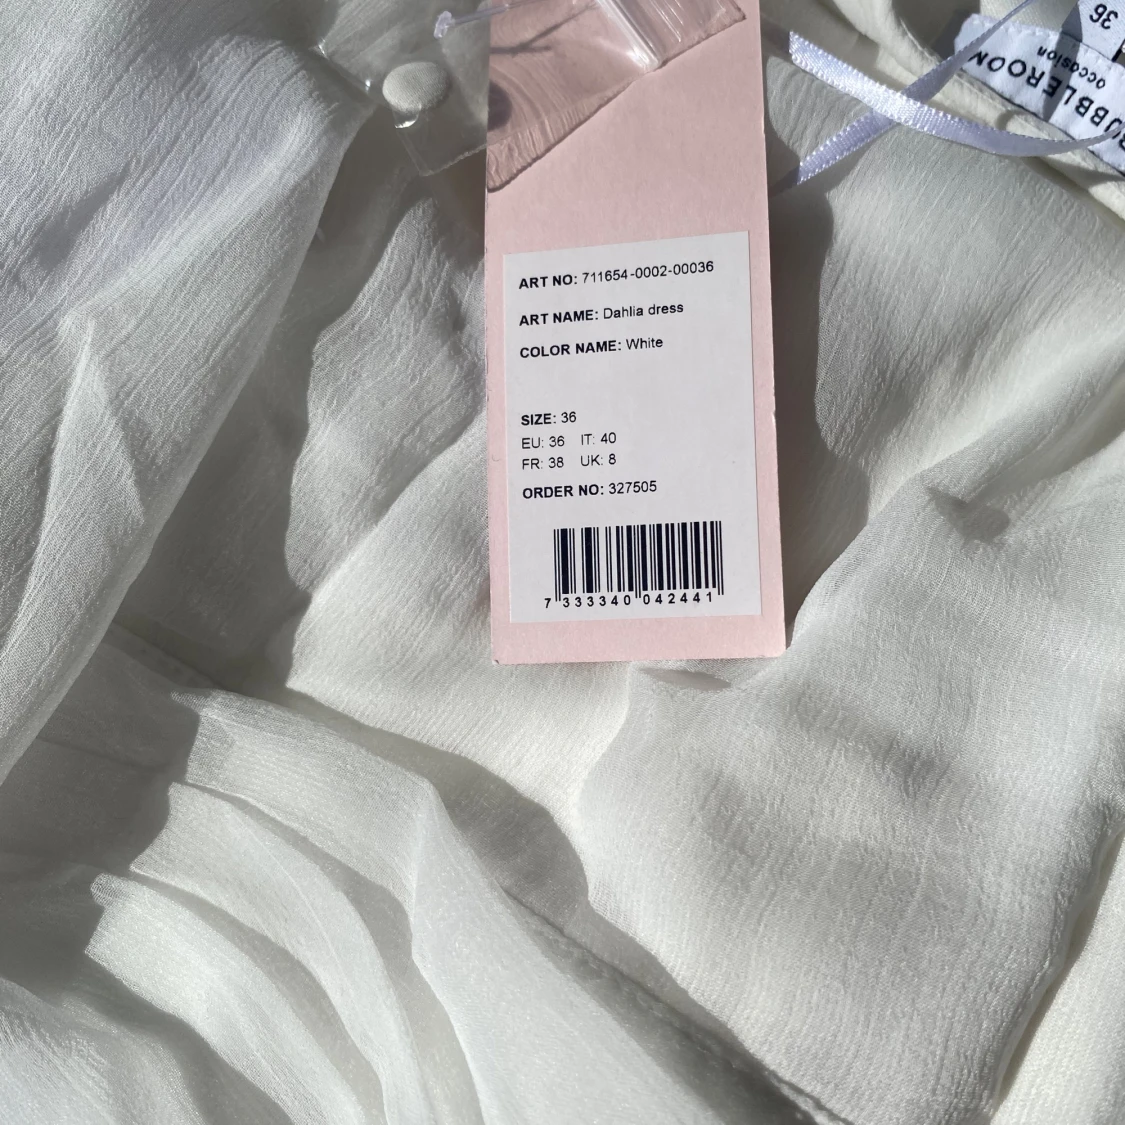 36
BUBBLEROOM
occasion
ART NO: 711654-0002-00036
ART NAME: Dahlia dress
COLOR NAME: White
SIZE: 36
EU: 36 IT: 40
FR: 38 UK: 8
ORDER NO: 327505
7 333340 042441